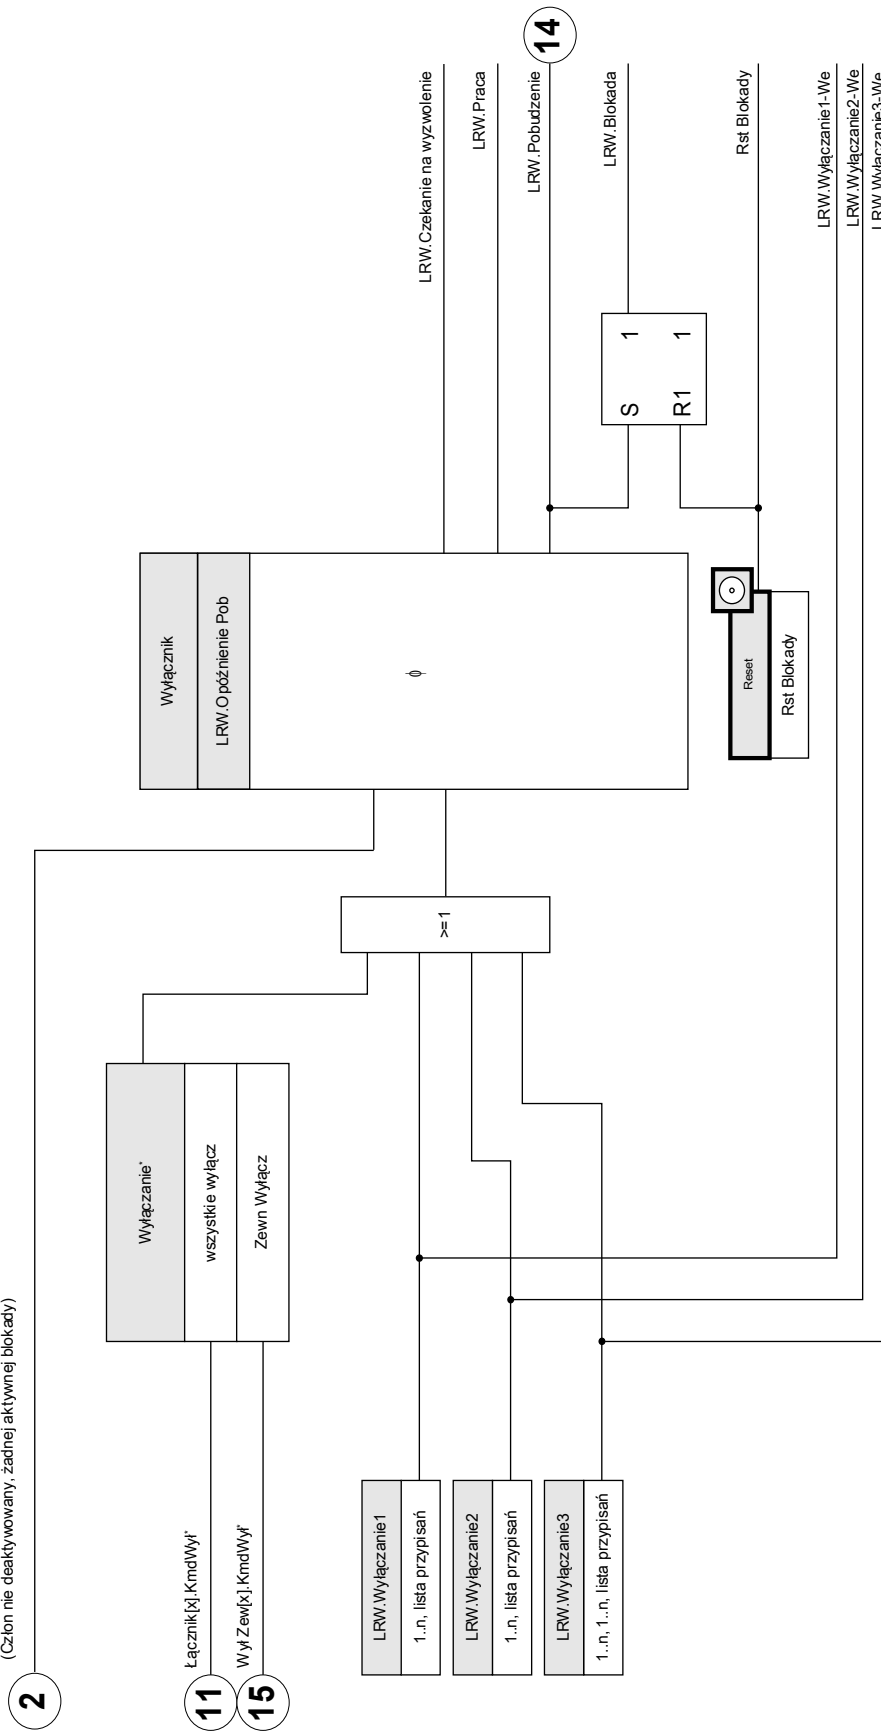 (Człon nie deaktywowany, żadnej aktywnej blokady)
2
Łącznik[x].KmdWył*
11
Wył Zew[x].KmdWył*
15
Wyłączanie*
wszystkie wyłącz
Zewn Wyłącz
LRW.Wyłączanie1
1..n, lista przypisań
LRW.Wyłączanie2
1..n, lista przypisań
LRW.Wyłączanie3
1..n, 1..n, lista przypisań
>=1
Wyłącznik
LRW.Opóźnienie Pob
ϕ
Reset
Rst Blokady
S 1
R1 1
LRW.Czekanie na wyzwolenie
LRW.Praca
LRW.Pobudzenie
14
LRW.Blokada
Rst Blokady
LRW.Wyłączanie1-We
LRW.Wyłączanie2-We
LRW.Wyłączanie3-We